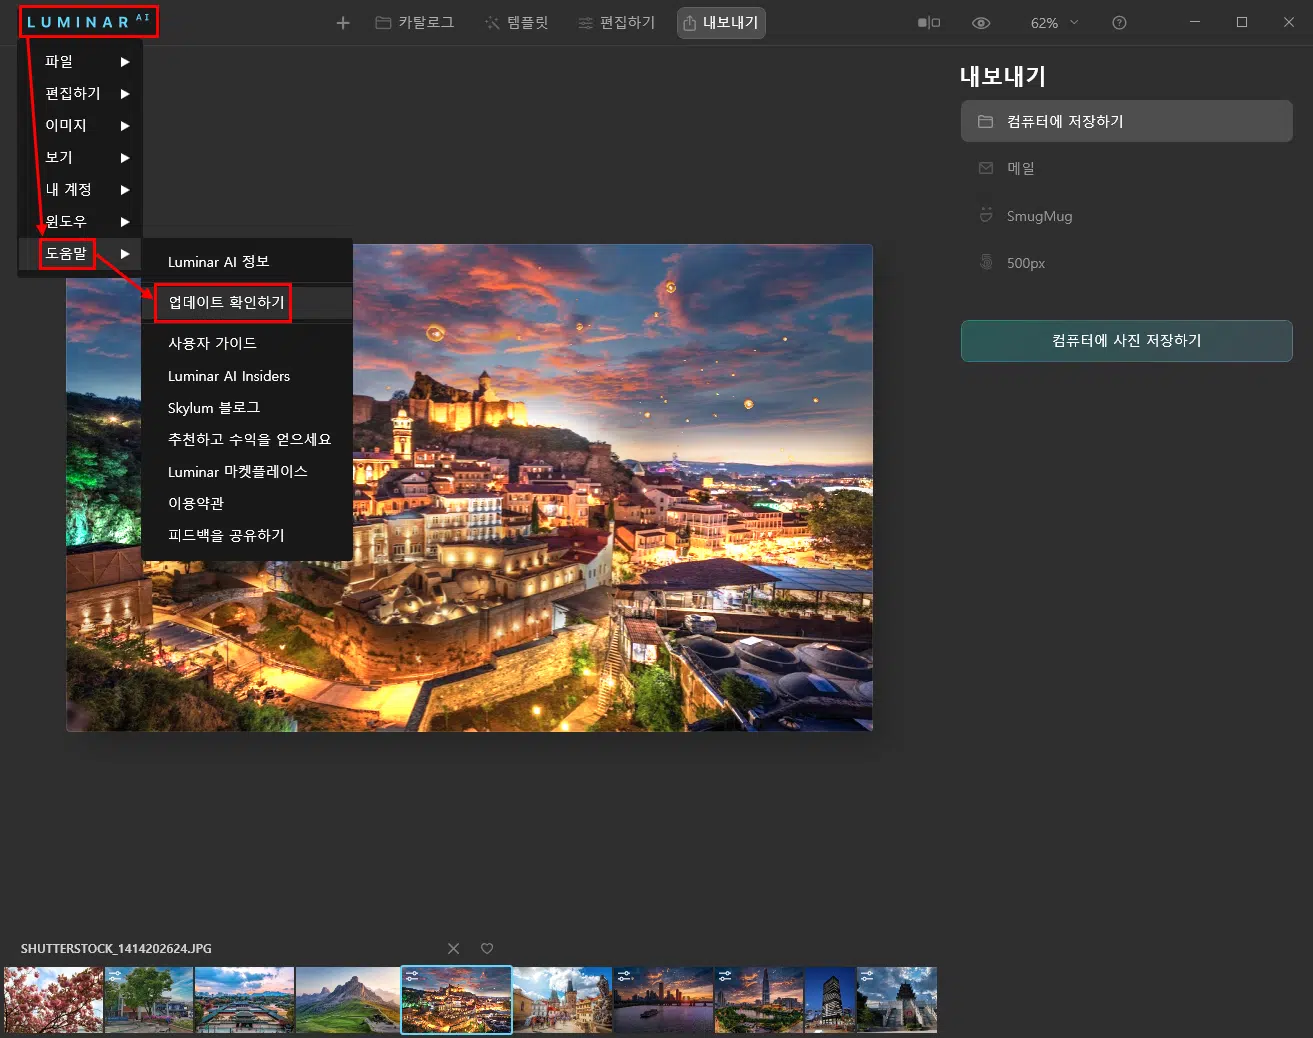 LUMINAR AI
카탈로그
템플릿
편집하기
내보내기
62%
파일
편집하기
이미지
보기
내 계정
윈도우
도움말
Luminar AI 정보
업데이트 확인하기
사용자 가이드
Luminar AI Insiders
Skylum 블로그
추천하고 수익을 얻으세요
Luminar 마켓플레이스
이용약관
피드백을 공유하기
내보내기
컴퓨터에 저장하기
메일
SmugMug
500px
컴퓨터에 사진 저장하기
SHUTTERSTOCK_1414202624.JPG